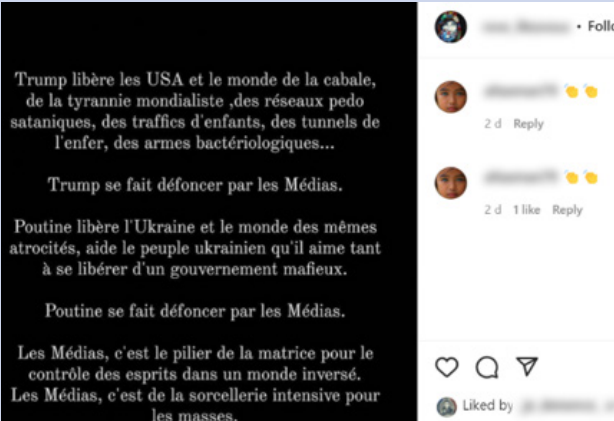 Trump libère les USA et le monde de la cabale,
de la tyrannie mondialiste ,des réseaux pedo
sataniques, des traffics d'enfants, des tunnels de
l'enfer, des armes bactériologiques...
Trump se fait défoncer par les Médias.
Poutine libère l'Ukraine et le monde des mêmes
atrocités, aide le peuple ukrainien qu'il aime tant
à se libérer d'un gouvernement mafieux.
Poutine se fait défoncer par les Médias.
Les Médias, c'est le pilier de la matrice pour le
contrôle des esprits dans un monde inversé.
Les Médias, c'est de la sorcellerie intensive pour
les masses.
• Follo
👏👏
2 d Reply
👏👏
2 d 1 like Reply
Liked by